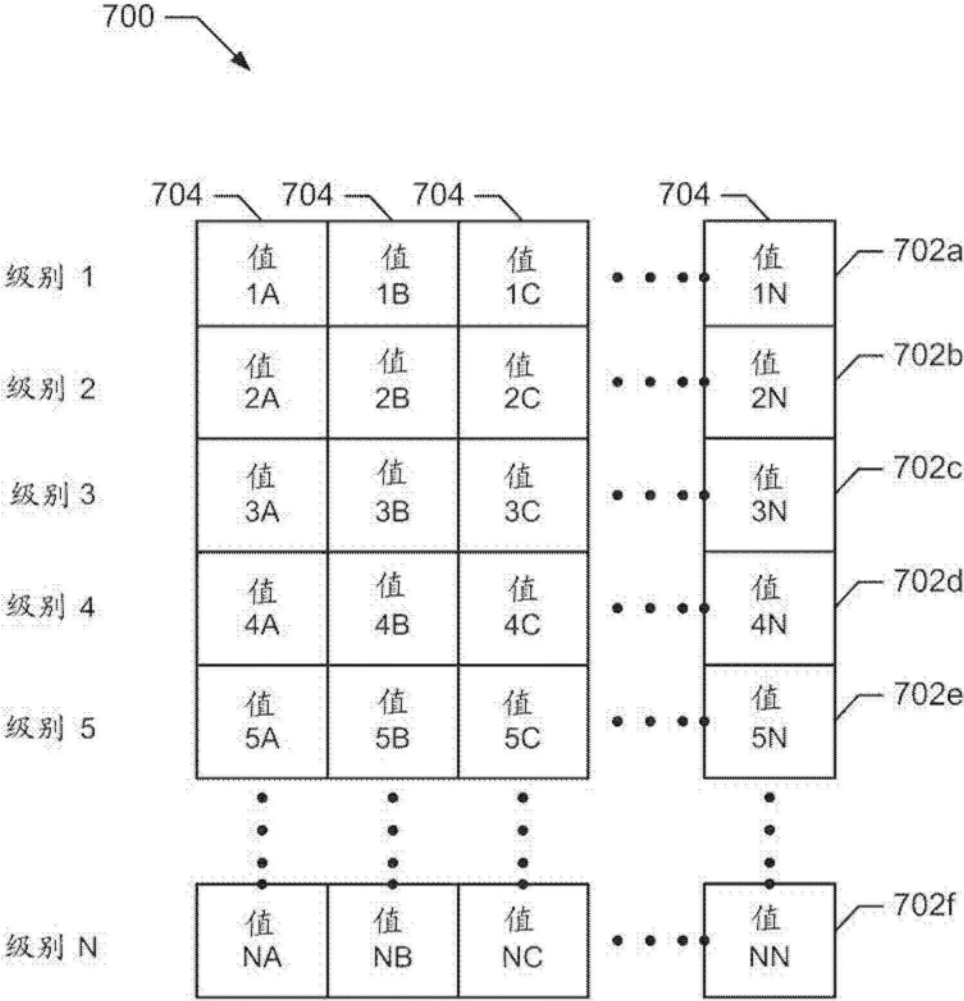 700
704 704 704 704
级别 1 值 值 值 值 702a
1A 1B 1C 1N
级别 2 值 值 值 值 702b
2A 2B 2C 2N
级别 3 值 值 值 值 702c
3A 3B 3C 3N
级别 4 值 值 值 值 702d
4A 4B 4C 4N
级别 5 值 值 值 值 702e
5A 5B 5C 5N
级别 N 值 值 值 值 702f
NA NB NC NN